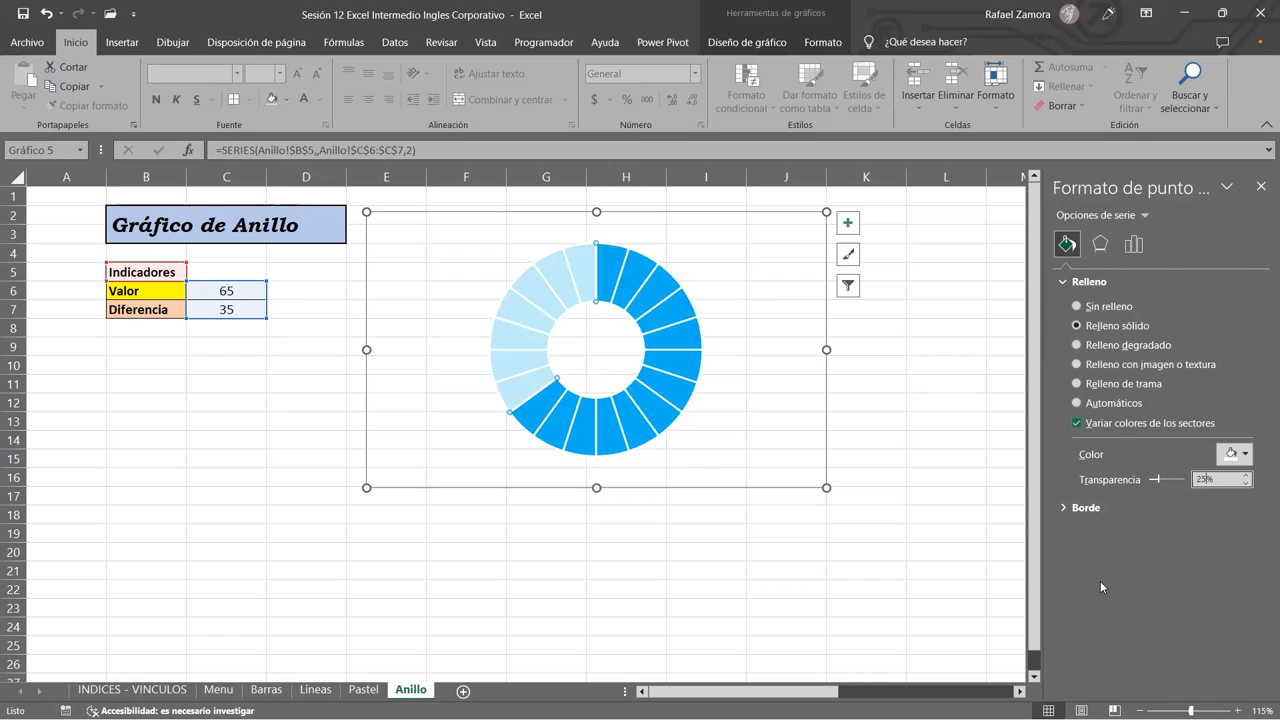 Sesión 12 Excel Intermedio Ingles Corporativo - Excel
Herramientas de gráficos
Rafael Zamora
Archivo
Inicio
Insertar
Dibujar
Disposición de página
Fórmulas
Datos
Revisar
Vista
Programador
Ayuda
Power Pivot
Diseño de gráfico
Formato
¿Qué desea hacer?
Pegar
Cortar
Copiar
Copiar formato
Portapapeles
N K S
Fuente
Ajustar texto
Combinar y centrar
Alineación
General
$ % 000
Número
Formato condicional
Dar formato como tabla
Estilos de celda
Estilos
Insertar
Eliminar
Formato
Celdas
Autosuma
Rellenar
Borrar
Ordenar y filtrar
Buscar y seleccionar
Edición
Gráfico 5
fx
=SERIES(Anillo!$B$5,,Anillo!$C$6:$C$7,2)
A B C D E F G H I J K L M
1
2
3
4
5
6
7
8
9
10
11
12
13
14
15
16
17
18
19
20
21
22
23
24
25
26
Gráfico de Anillo
Indicadores
Valor 65
Diferencia 35
Formato de punto ...
Opciones de serie
Relleno
Sin relleno
Relleno sólido
Relleno degradado
Relleno con imagen o textura
Relleno de trama
Automáticos
Variar colores de los sectores
Color
Transparencia 25%
Borde
INDICES - VINCULOS
Menu
Barras
Lineas
Pastel
Anillo
Listo
Accesibilidad: es necesario investigar
115%